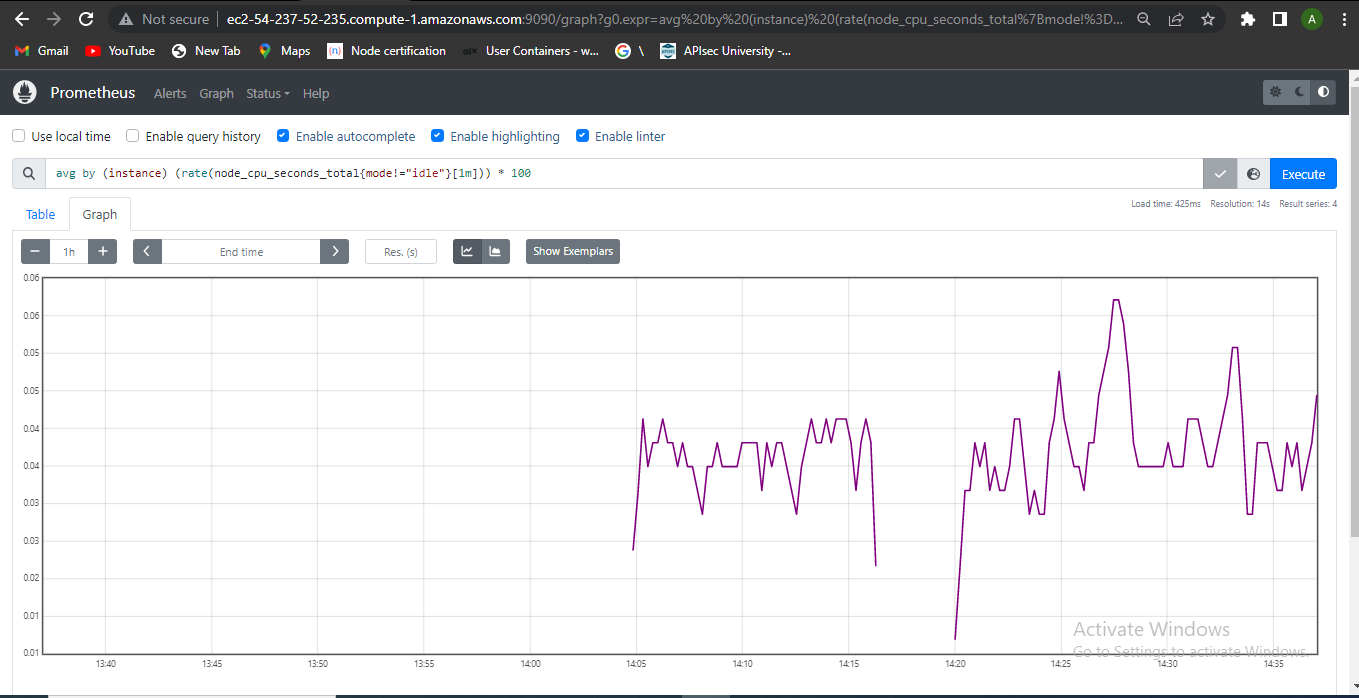 Not secure ec2-54-237-52-235.compute-1.amazonaws.com:9090/graph?g0.expr=avg%20by%20(instance)%20(rate(node_cpu_seconds_total%7Bmode!%3D... A
Gmail YouTube New Tab Maps [n] Node certification alx User Containers - w... G \ APIsec University -...
Prometheus Alerts Graph Status Help
Use local time Enable query history Enable autocomplete Enable highlighting Enable linter
avg by (instance) (rate(node_cpu_seconds_total{mode!="idle"}[1m])) * 100 Execute
Load time: 425ms Resolution: 14s Result series: 4
Table Graph
− 1h + End time Res. (s) Show Exemplars
0.06
0.06
0.05
0.05
0.04
0.04
0.03
0.03
0.02
0.01
0.01
13:40 13:45 13:50 13:55 14:00 14:05 14:10 14:15 14:20 14:25 14:30 14:35
Activate Windows
Go to Settings to activate Windows.